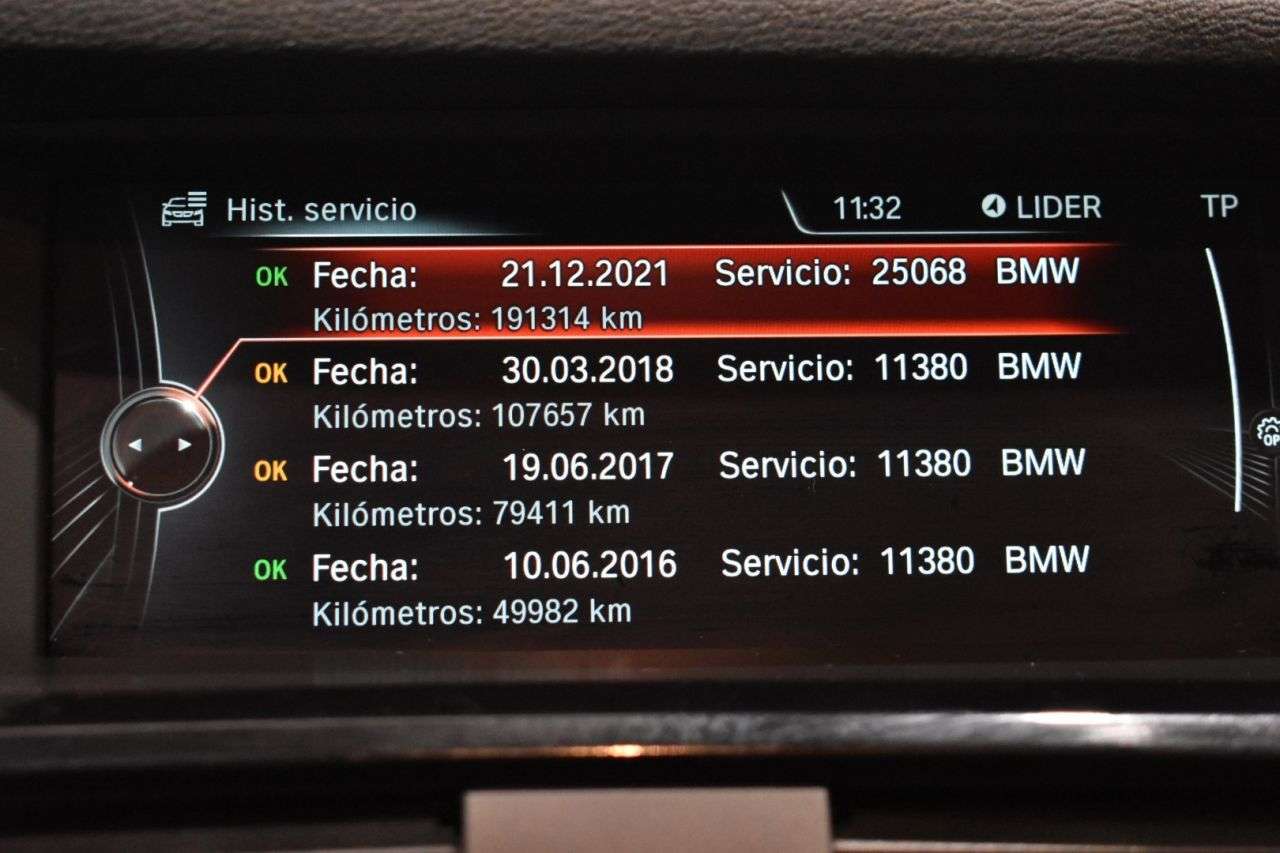 Hist. servicio 11:32 LIDER TP
OK Fecha: 21.12.2021 Servicio: 25068 BMW
Kilómetros: 191314 km
OK Fecha: 30.03.2018 Servicio: 11380 BMW
Kilómetros: 107657 km
OK Fecha: 19.06.2017 Servicio: 11380 BMW
Kilómetros: 79411 km
OK Fecha: 10.06.2016 Servicio: 11380 BMW
Kilómetros: 49982 km